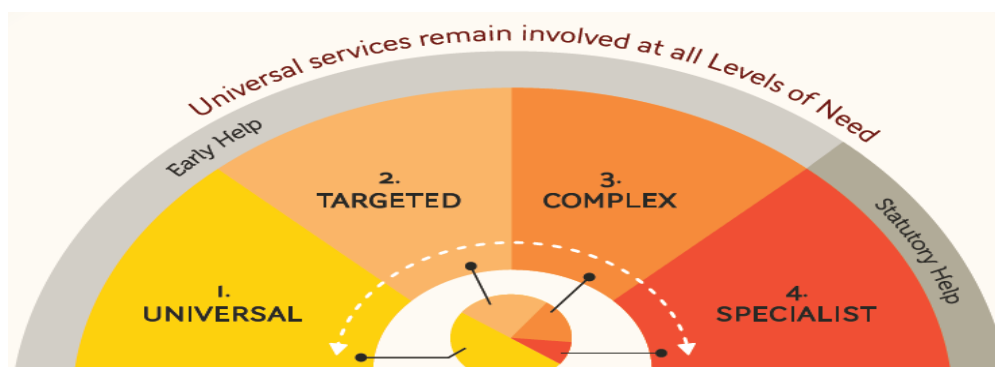 Universal services remain involved at all Levels of Need
Early Help
Statutory Help
1.
UNIVERSAL
2.
TARGETED
3.
COMPLEX
4.
SPECIALIST